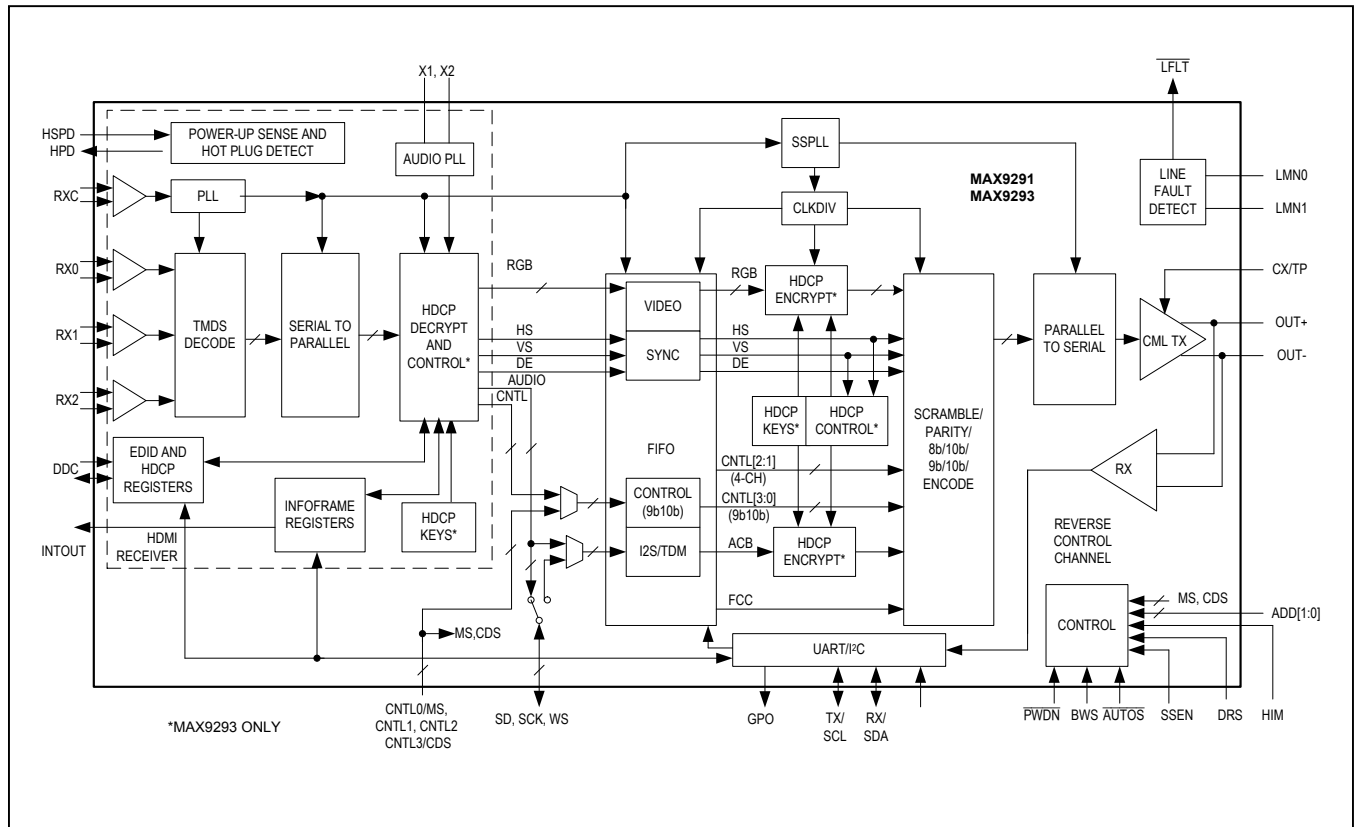 X1, X2
LFLT
HSPD
HPD
POWER-UP SENSE AND
HOT PLUG DETECT
AUDIO PLL
SSPLL
MAX9291
MAX9293
LINE
FAULT
DETECT
LMN0
LMN1
RXC
PLL
CLKDIV
RX0
RX1
RX2
TMDS
DECODE
SERIAL TO
PARALLEL
HDCP
DECRYPT
AND
CONTROL*
RGB
HS
VS
DE
AUDIO
CNTL
VIDEO
SYNC
FIFO
CONTROL
(9b10b)
I2S/TDM
RGB
HDCP
ENCRYPT*
HS
VS
DE
HDCP
KEYS*
HDCP
CONTROL*
CNTL[2:1]
(4-CH)
CNTL[3:0]
(9b10b)
ACB
HDCP
ENCRYPT*
FCC
SCRAMBLE/
PARITY/
8b/10b/
9b/10b/
ENCODE
PARALLEL
TO SERIAL
CML TX
CX/TP
OUT+
OUT-
RX
REVERSE
CONTROL
CHANNEL
DDC
EDID AND
HDCP
REGISTERS
INFOFRAME
REGISTERS
HDCP
KEYS*
INTOUT
HDMI
RECEIVER
MS,CDS
UART/I²C
CONTROL
MS, CDS
ADD[1:0]
*MAX9293 ONLY
CNTL0/MS,
CNTL1, CNTL2
CNTL3/CDS
SD, SCK, WS
GPO
TX/
SCL
RX/
SDA
PWDN
BWS
AUTOS
SSEN
DRS
HIM